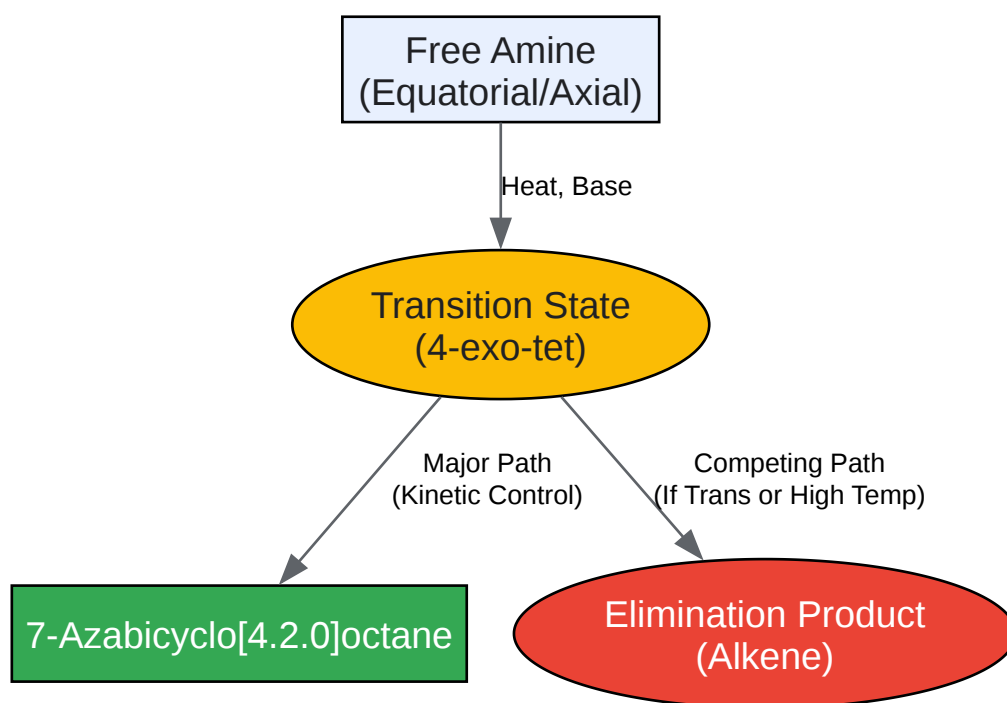 Free Amine
(Equatorial/Axial)
Heat, Base
Transition State
(4-exo-tet)
Major Path
(Kinetic Control)
Competing Path
(If Trans or High Temp)
7-Azabicyclo[4.2.0]octane
Elimination Product
(Alkene)